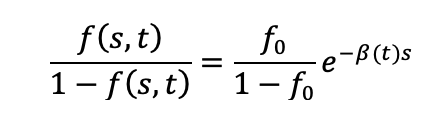 f(s,t)/(1 − f(s,t)) = f₀/(1 − f₀) e^{−β(t)s}